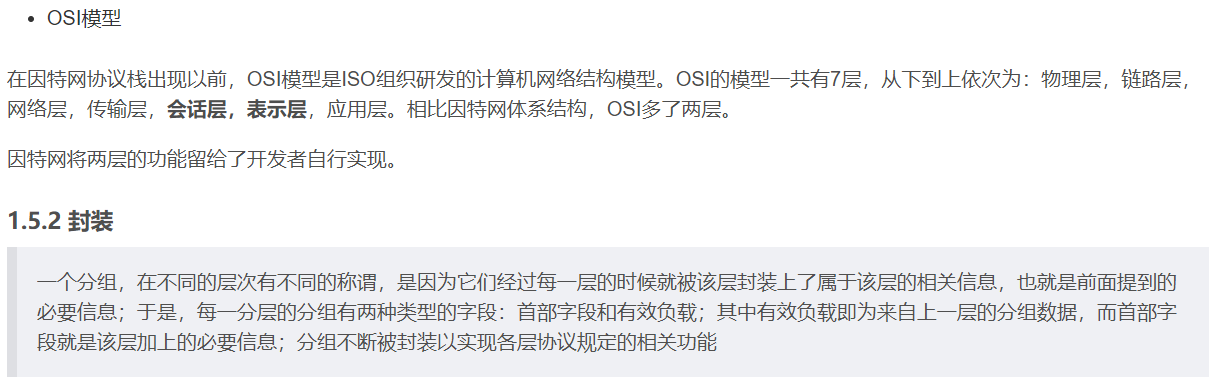 OSI模型
在因特网协议栈出现以前，OSI模型是ISO组织研发的计算机网络结构模型。OSI的模型一共有7层，从下到上依次为：物理层，链路层，
网络层，传输层，会话层，表示层，应用层。相比因特网体系结构，OSI多了两层。
因特网将两层的功能留给了开发者自行实现。
1.5.2 封装
一个分组，在不同的层次有不同的称谓，是因为它们经过每一层的时候就被该层封装上了属于该层的相关信息，也就是前面提到的
必要信息；于是，每一分层的分组有两种类型的字段：首部字段和有效负载；其中有效负载即为来自上一层的分组数据，而首部字
段就是该层加上的必要信息；分组不断被封装以实现各层协议规定的相关功能